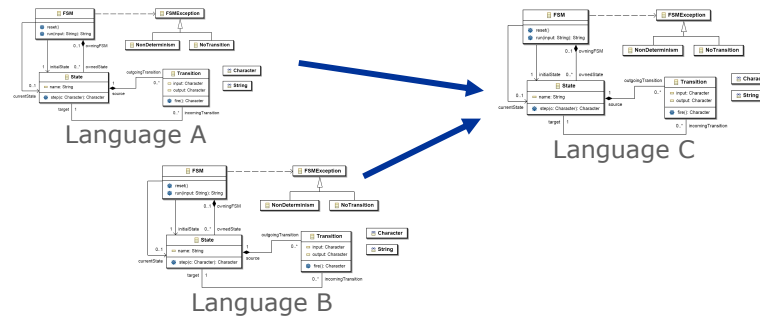 FSM
reset()
run(input: String): String
FSMException
NonDeterminism
NoTransition
0..1
owningFSM
initialState
0..*
ownedState
0..1
currentState
State
name: String
step(c: Character): Character
1
source
outgoingTransition
0..*
Transition
input: Character
output: Character
fire(): Character
target
1
0..*
incomingTransition
Character
String
Language A
FSM
reset()
run(input: String): String
FSMException
NonDeterminism
NoTransition
0..1
owningFSM
1
initialState
0..*
ownedState
0..1
currentState
State
name: String
step(c: Character): Character
1
source
outgoingTransition
0..*
Transition
input: Character
output: Character
fire(): Character
target
1
0..*
incomingTransition
Character
String
Language B
FSM
reset()
run(input: String): String
FSMException
NonDeterminism
NoTransition
0..1
owningFSM
1
initialState
0..*
ownedState
0..1
currentState
State
name: String
step(c: Character): Character
1
source
outgoingTransition
0..*
Transition
input: Character
output: Character
fire(): Character
target
1
0..*
incomingTransition
String
Language C